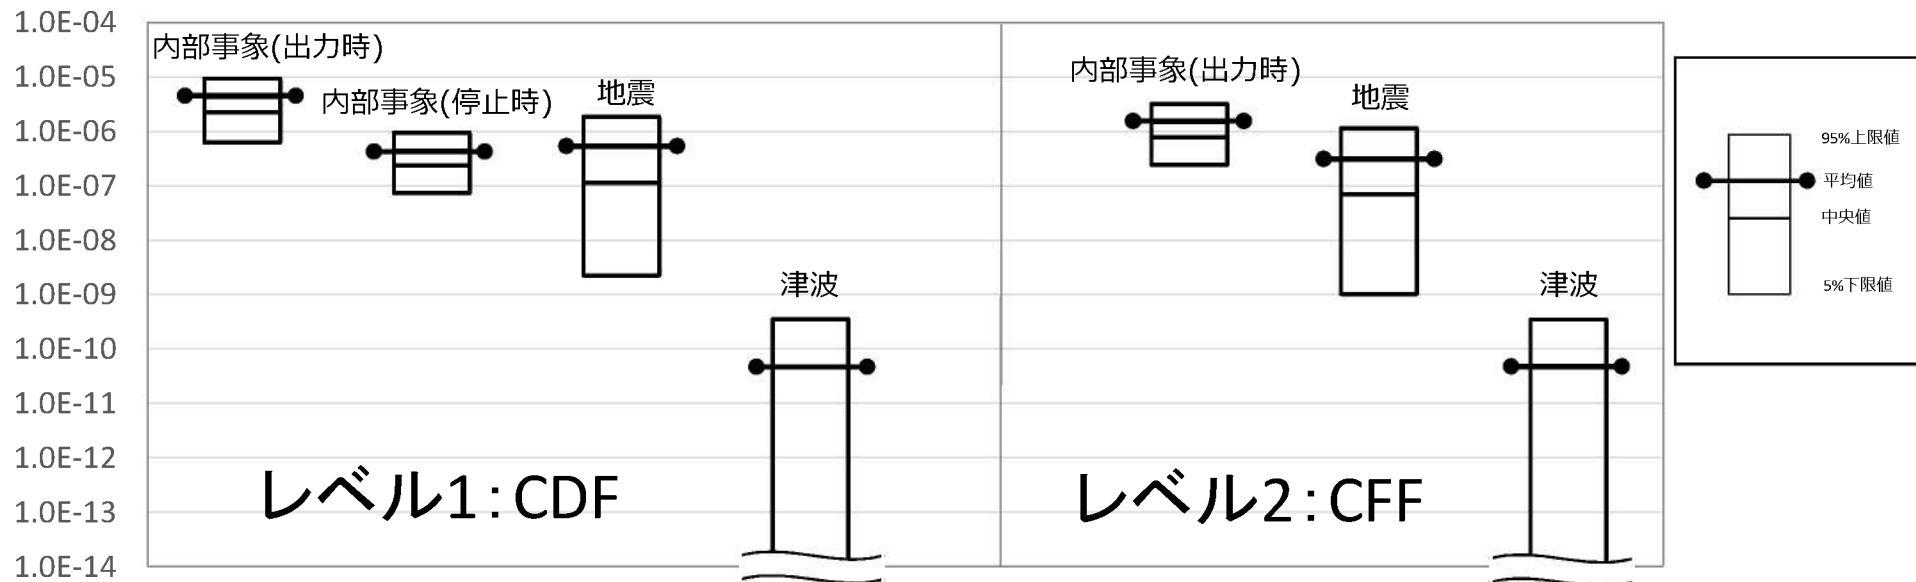 1.0E-04
1.0E-05
1.0E-06
1.0E-07
1.0E-08
1.0E-09
1.0E-10
1.0E-11
1.0E-12
1.0E-13
1.0E-14
内部事象(出力時)
内部事象(停止時)
地震
津波
レベル1:CDF
内部事象(出力時)
地震
津波
レベル2:CFF
95%上限値
平均値
中央値
5%下限値